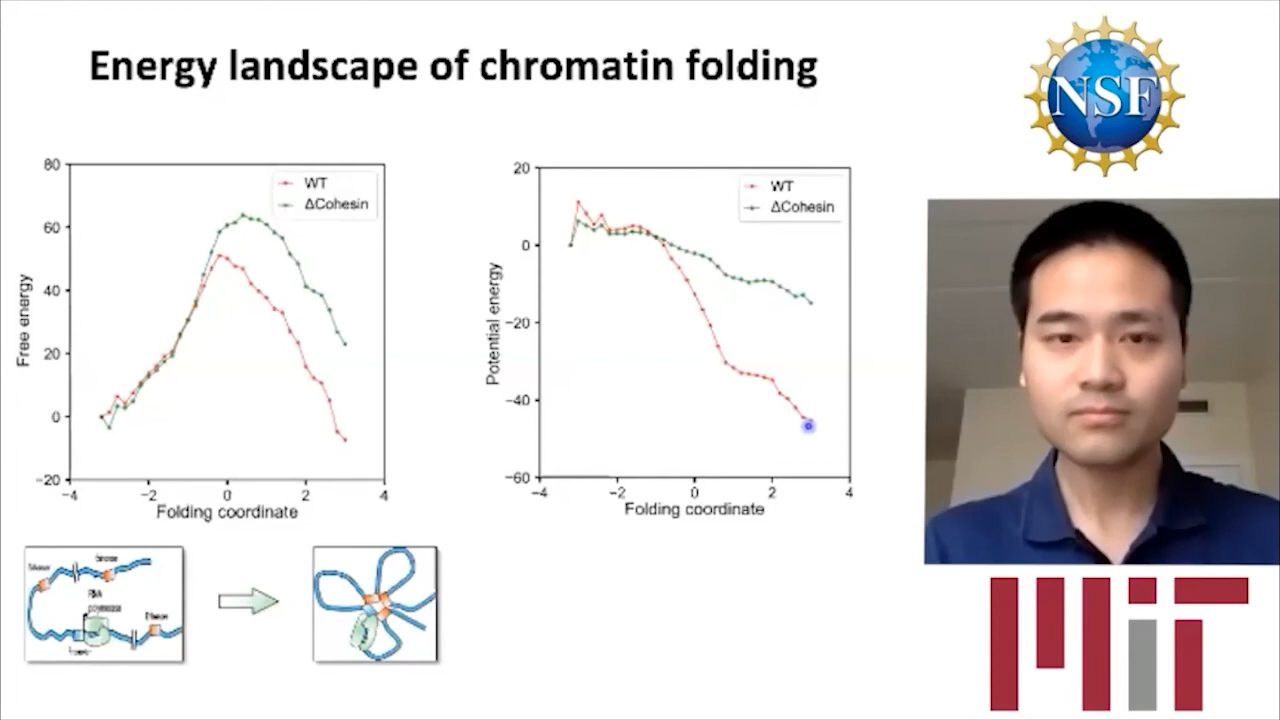 Energy landscape of chromatin folding
NSF
80
60
40
20
0
−20
−4
−2
0
2
4
Free energy
Folding coordinate
WT
ΔCohesin
20
0
−20
−40
−60
−4
−2
0
2
4
Potential energy
Folding coordinate
WT
ΔCohesin
RNA
MIT